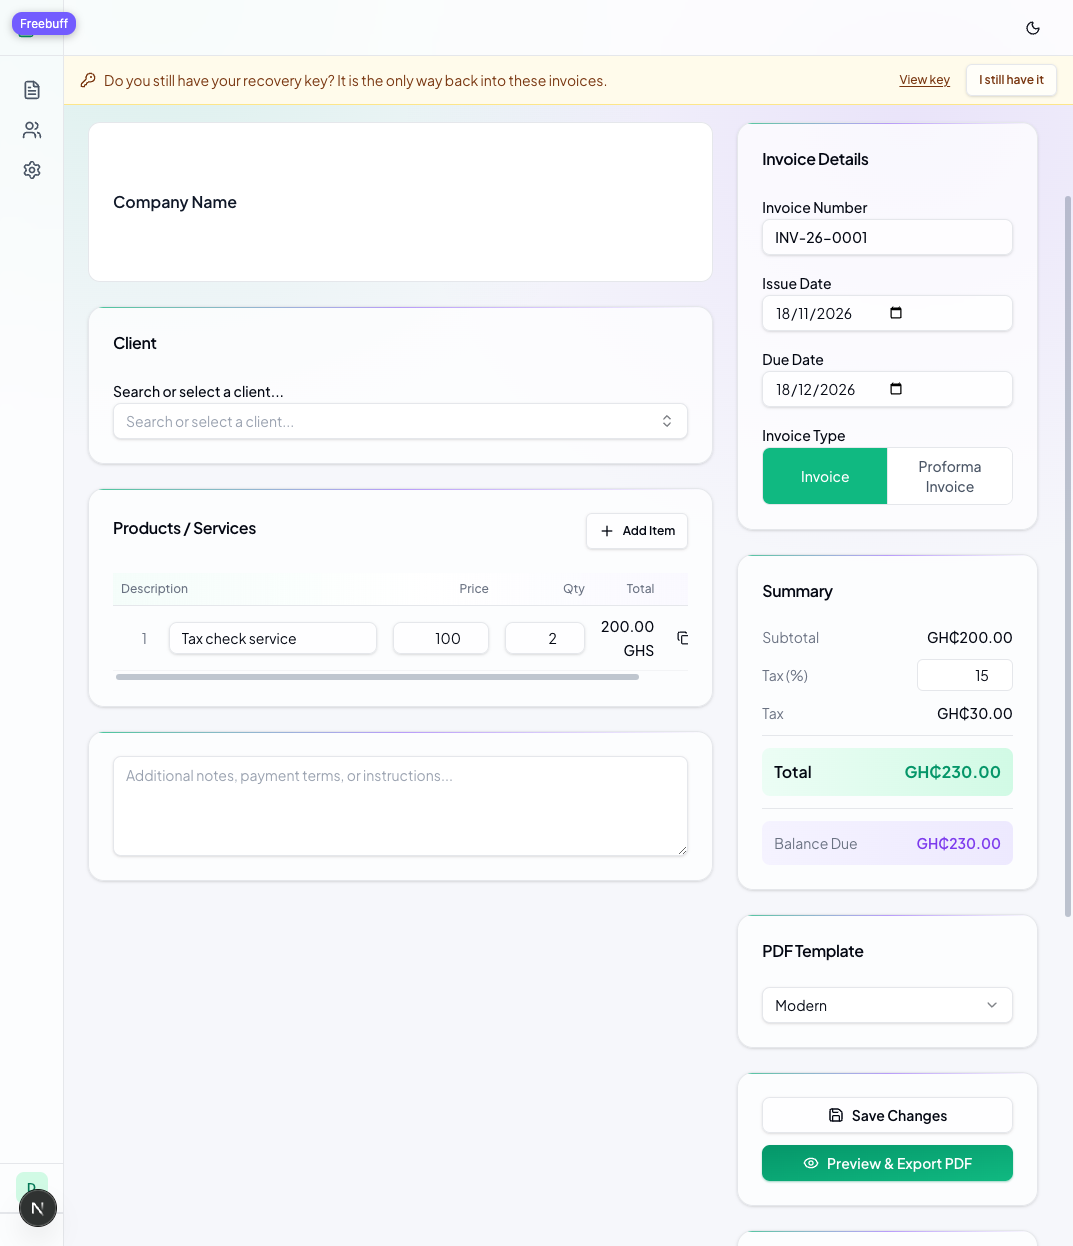 Freebuff
Do you still have your recovery key? It is the only way back into these invoices.
View key
I still have it
Company Name
Client
Search or select a client...
Search or select a client...
Products / Services
Add Item
Description Price Qty Total
1 Tax check service 100 2 200.00 GHS
Additional notes, payment terms, or instructions...
Invoice Details
Invoice Number
INV-26-0001
Issue Date
18/11/2026
Due Date
18/12/2026
Invoice Type
Invoice
Proforma
Invoice
Summary
Subtotal GH₵200.00
Tax (%) 15
Tax GH₵30.00
Total GH₵230.00
Balance Due GH₵230.00
PDF Template
Modern
Save Changes
Preview & Export PDF
N